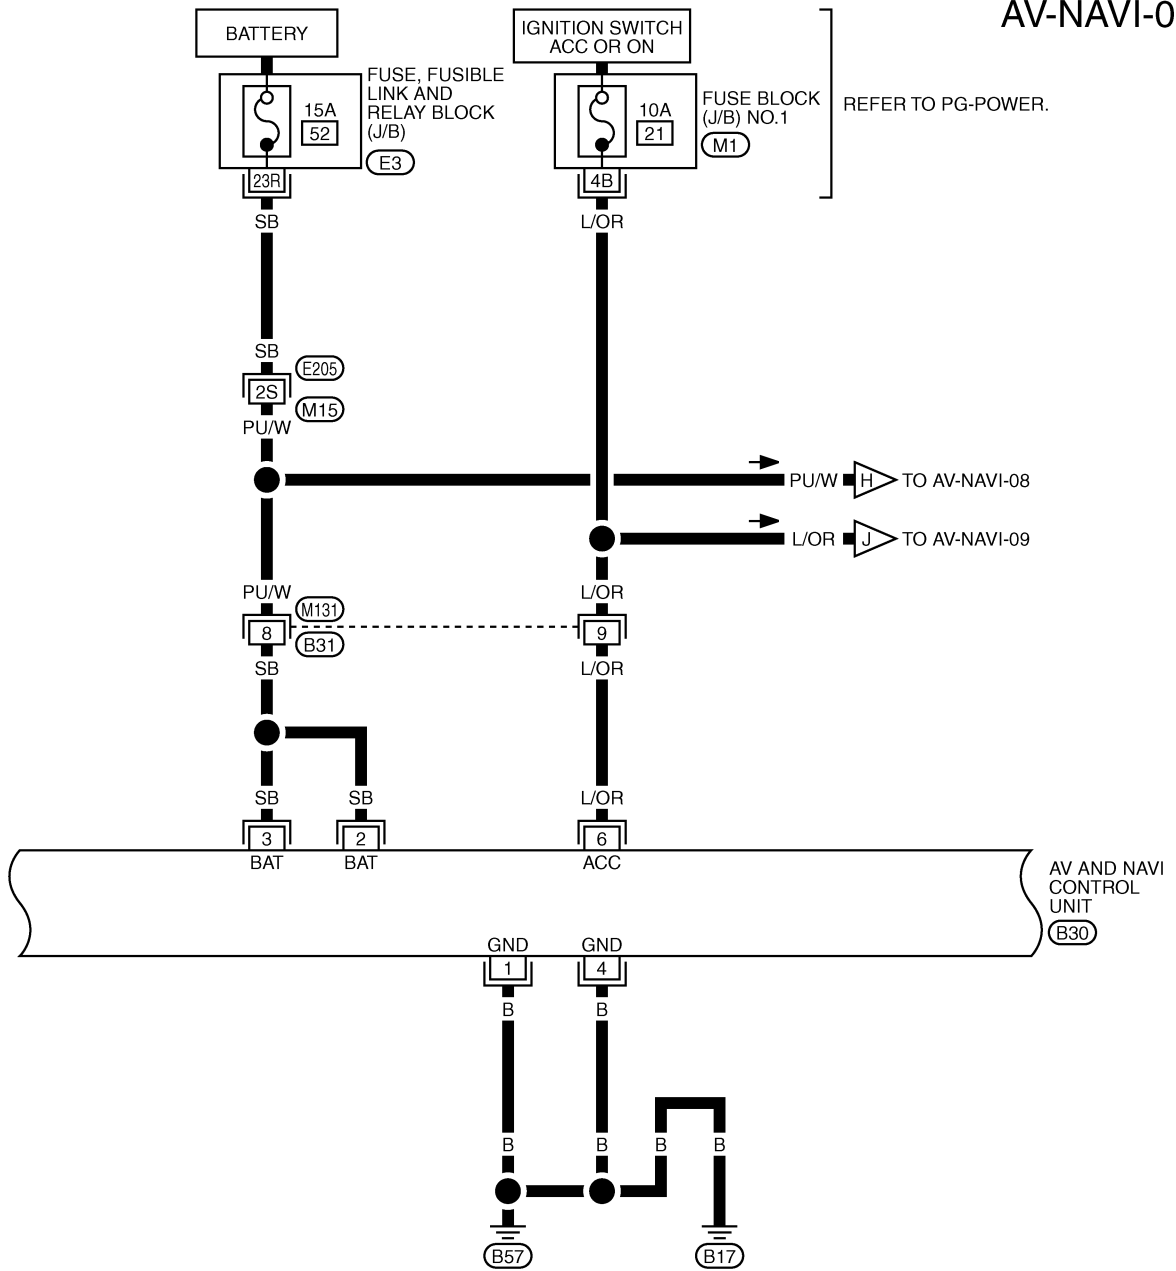 AV-NAVI-0
BATTERY
IGNITION SWITCH
ACC OR ON
FUSE, FUSIBLE
LINK AND
RELAY BLOCK
(J/B)
E3
15A
52
10A
21
FUSE BLOCK
(J/B) NO.1
M1
REFER TO PG-POWER.
23R
4B
SB
L/OR
SB
E205
2S
M15
PU/W
PU/W
H
TO AV-NAVI-08
L/OR
J
TO AV-NAVI-09
PU/W
L/OR
M131
8
9
B31
SB
L/OR
SB
SB
L/OR
3
2
6
BAT
BAT
ACC
AV AND NAVI
CONTROL
UNIT
B30
GND
GND
1
4
B
B
B
B
B
B
B57
B17